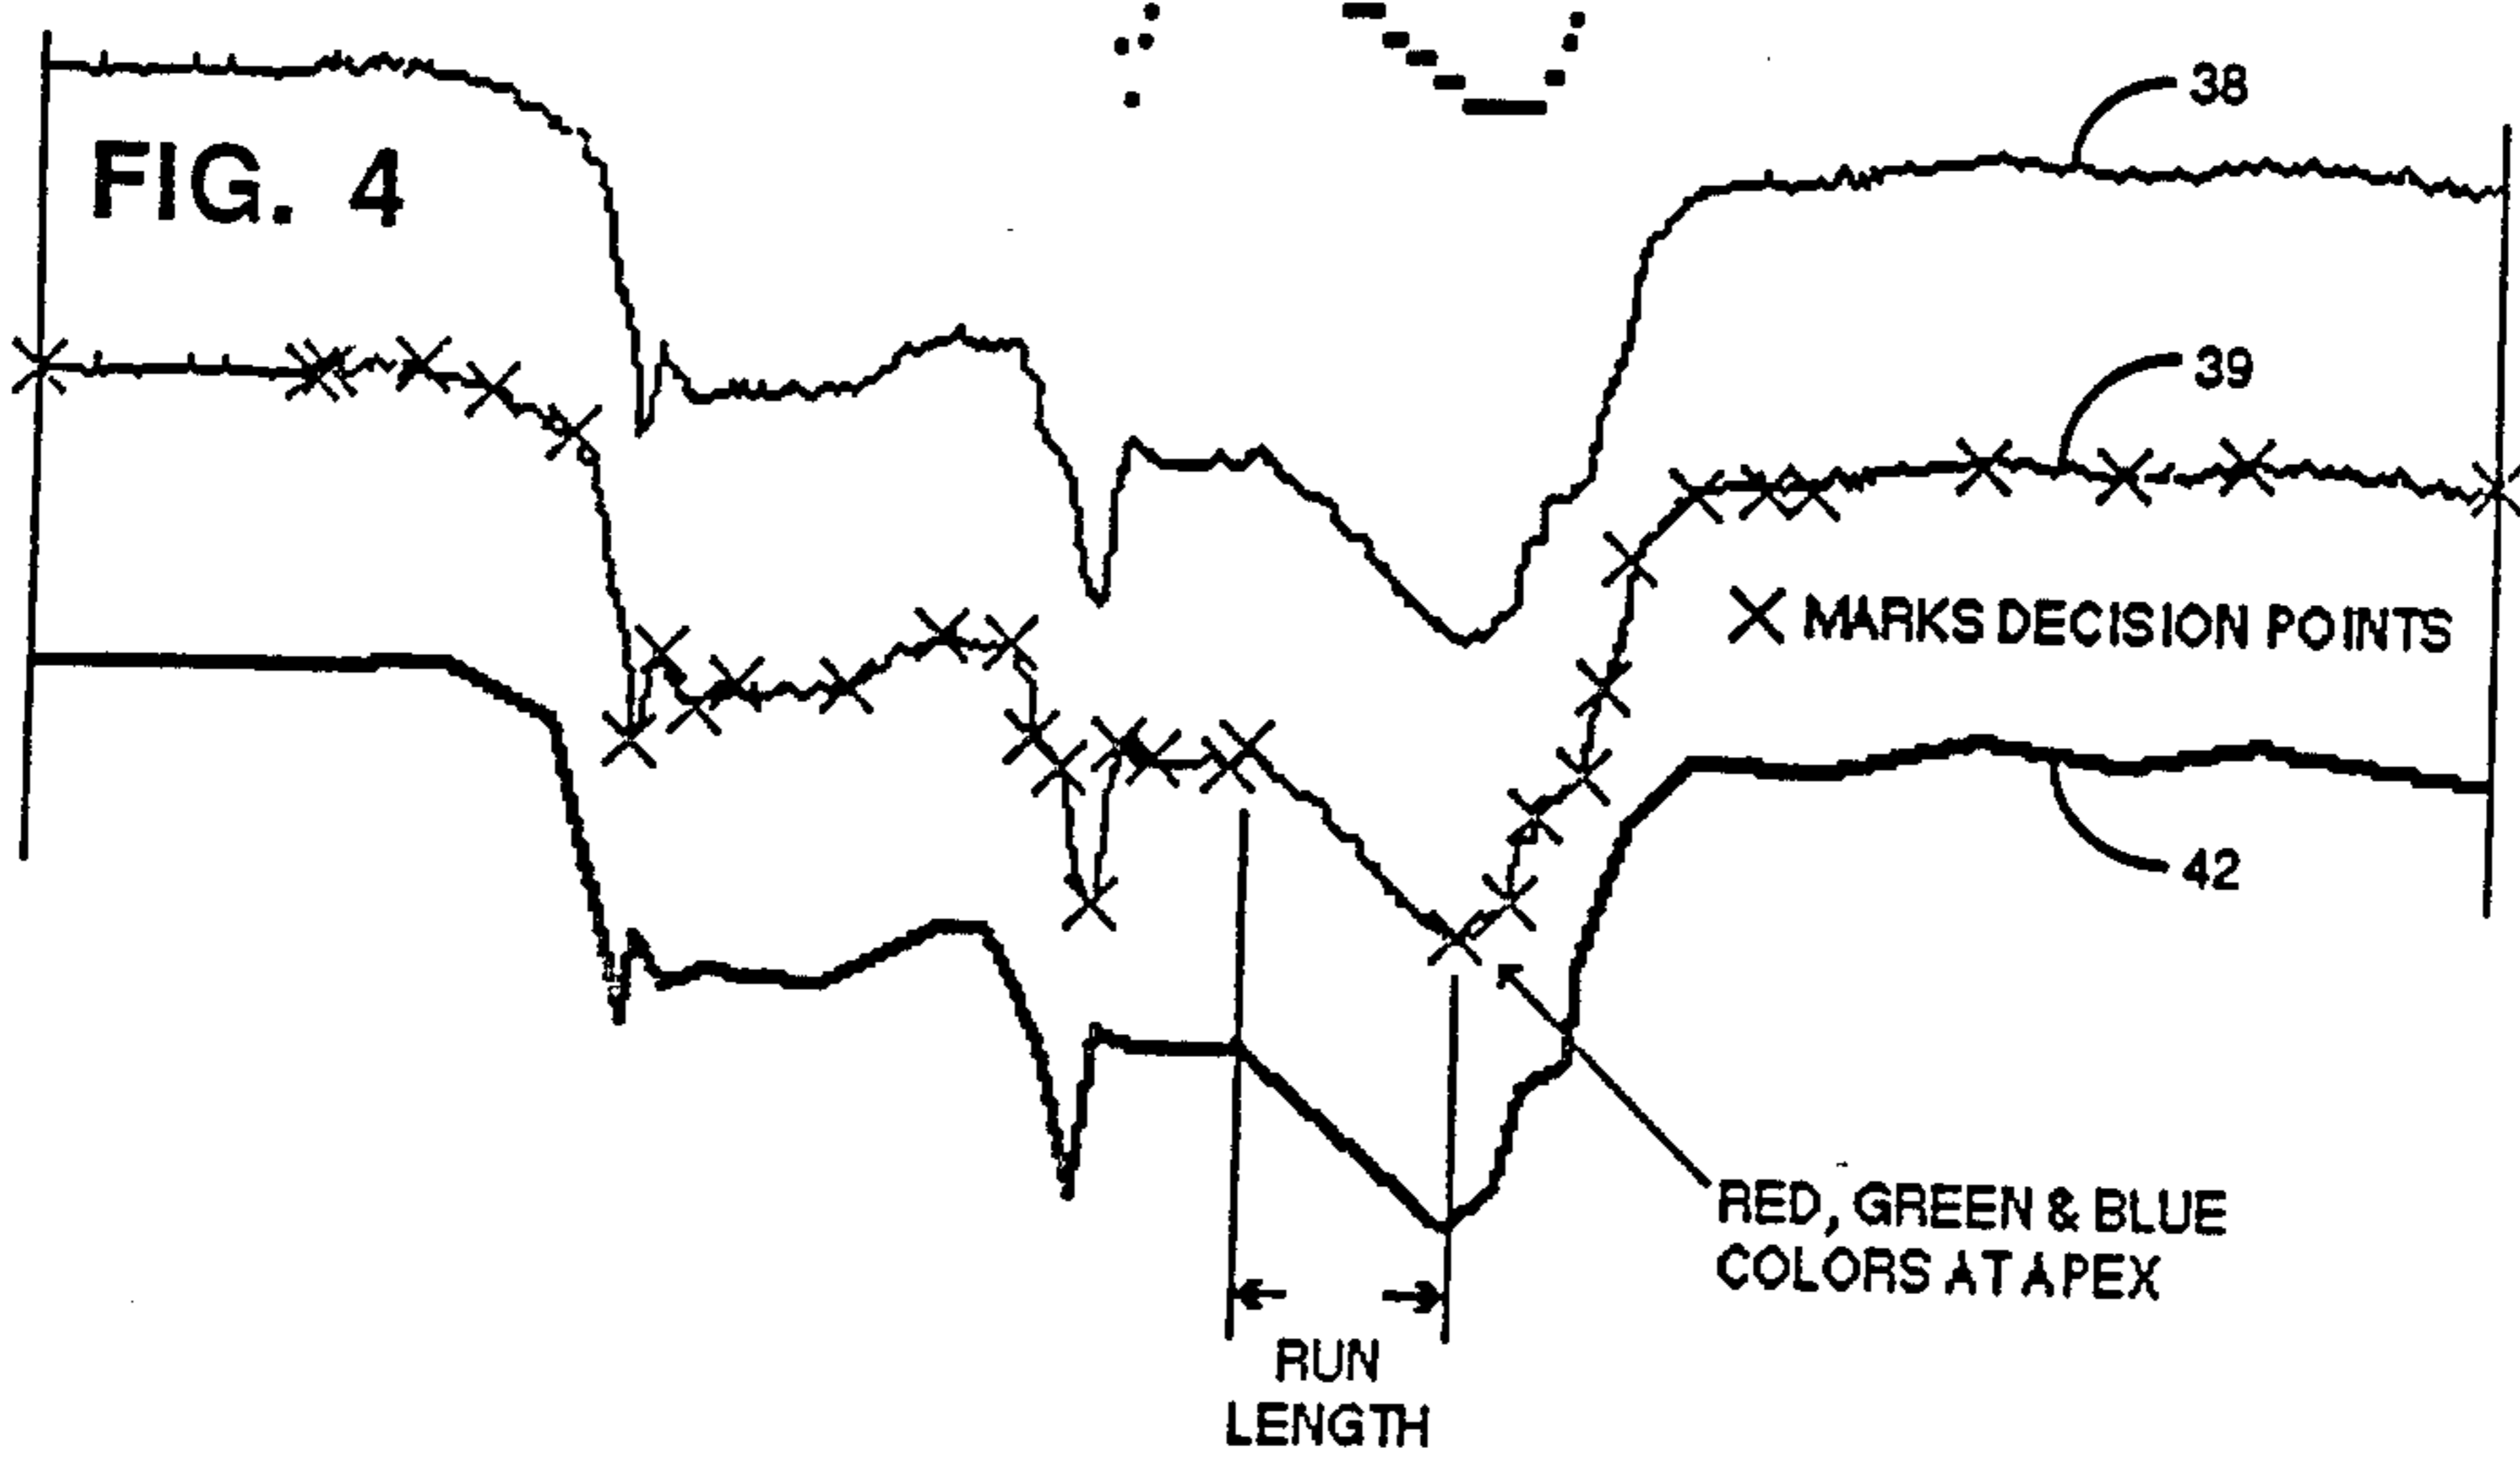 38
FIG. 4
39
X MARKS DECISION POINTS
42
RED, GREEN & BLUE
COLORS AT APEX
RUN
LENGTH